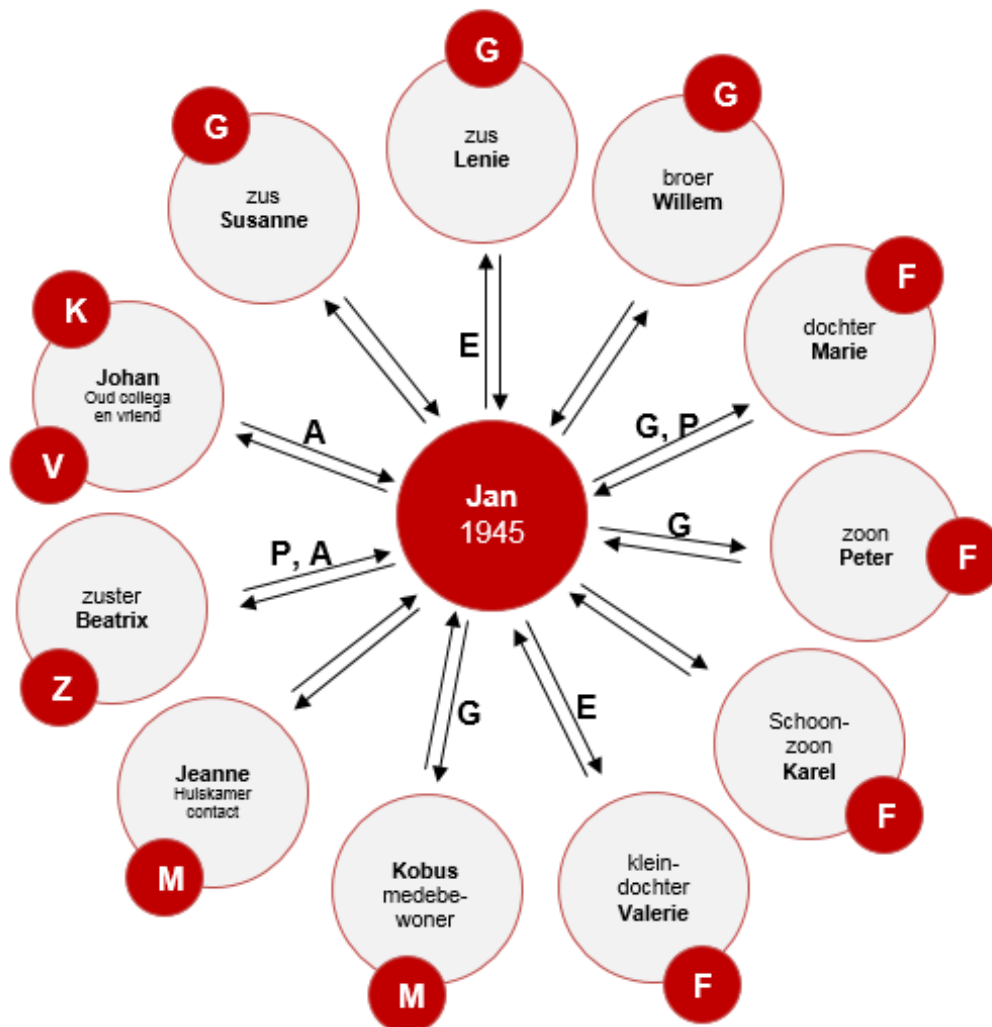 G
zus
Lenie
G
broer
Willem
G
zus
Susanne
F
dochter
Marie
K
Johan
Oud collega
en vriend
V
E
A
G, P
Jan
1945
G
zoon
Peter
F
P, A
zuster
Beatrix
Z
G
E
Schoon-
zoon
Karel
F
Jeanne
Huiskamer
contact
M
Kobus
medebe-
woner
M
klein-
dochter
Valerie
F